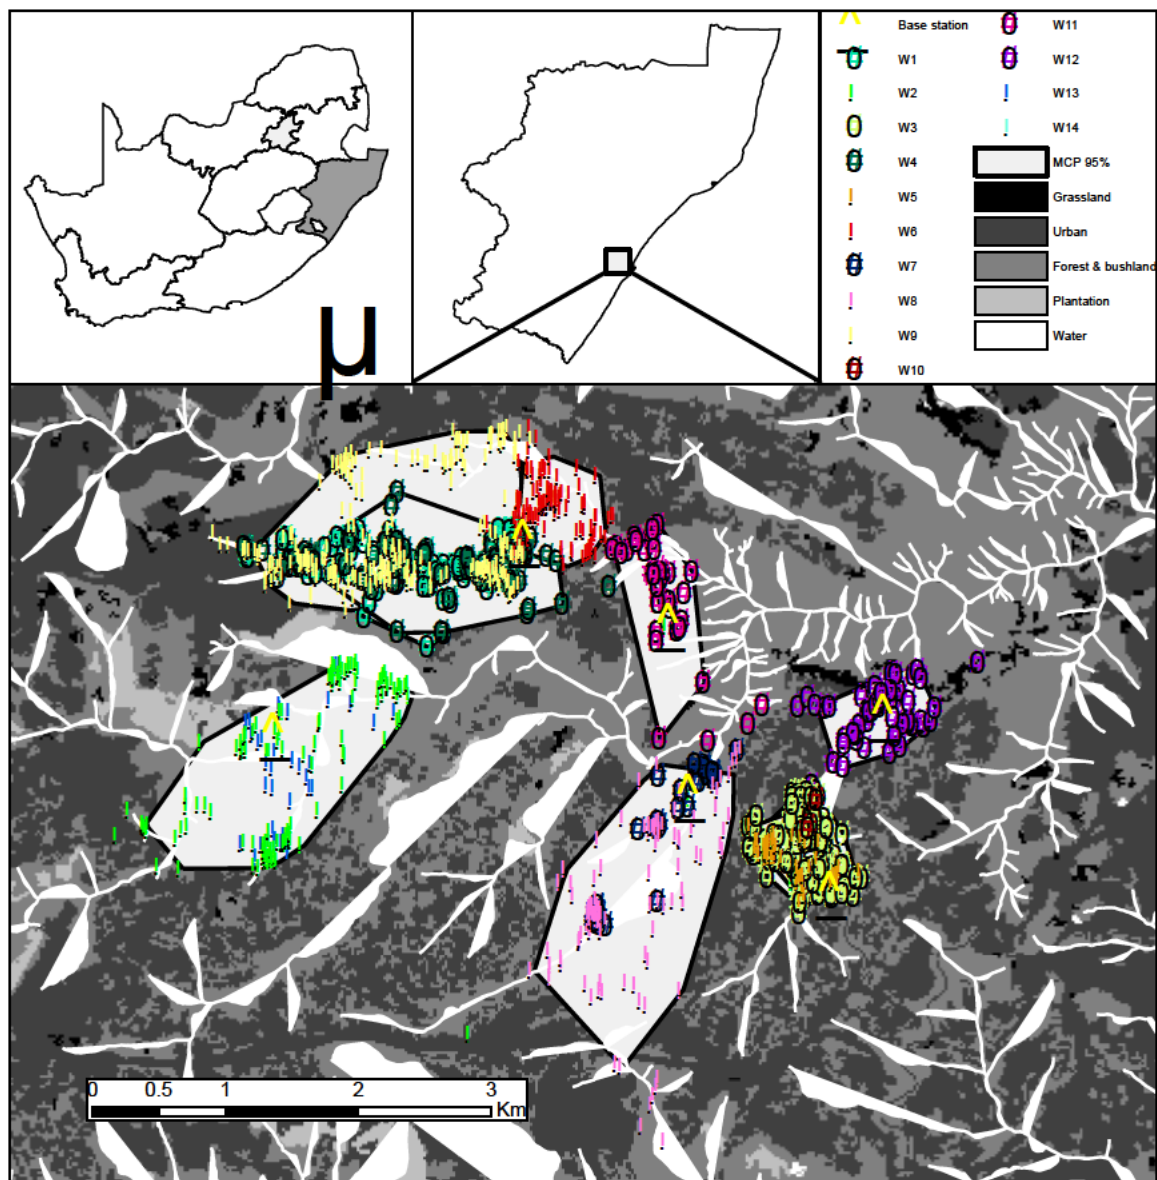 Base station
W1
W2
W3
W4
W5
W6
W7
W8
W9
W10
W11
W12
W13
W14
MCP 95%
Grassland
Urban
Forest & bushland
Plantation
Water
µ
0 0.5 1 2 3
Km